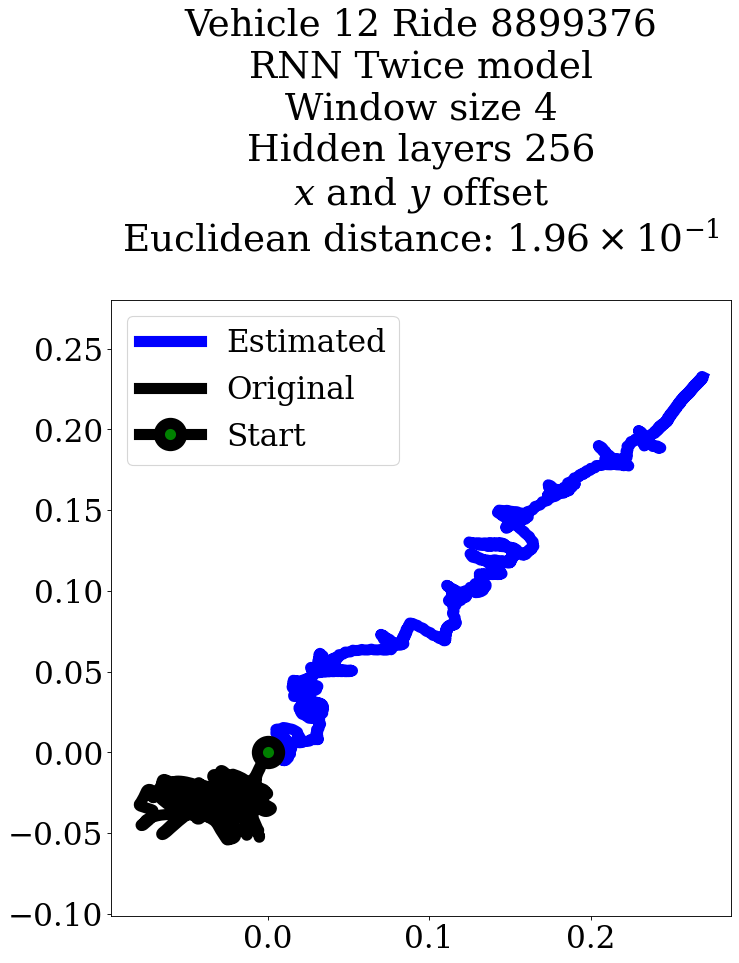 Vehicle 12 Ride 8899376
RNN Twice model
Window size 4
Hidden layers 256
x and y offset
Euclidean distance: 1.96 × 10⁻¹
Estimated
Original
Start
0.25
0.20
0.15
0.10
0.05
0.00
−0.05
−0.10
0.0 0.1 0.2